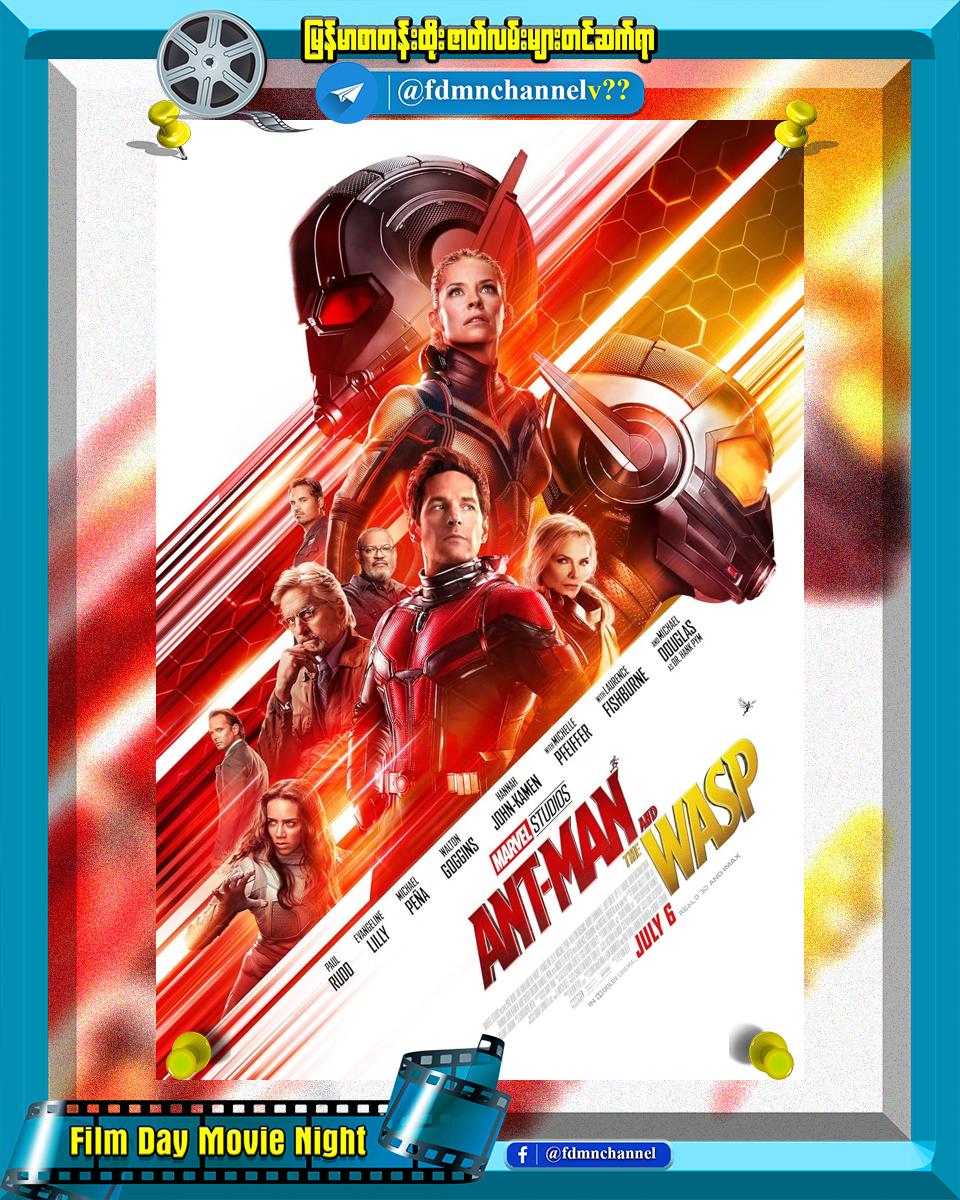 မြန်မာစာတန်းထိုးဇာတ်လမ်းများတင်ဆက်ရာ
@fdmnchannelv??
AND MICHAEL
DOUGLAS
AS DR. HANK PYM
WITH LAURENCE
FISHBURNE
WITH MICHELLE
PFEIFFER
HANNAH
JOHN-KAMEN
WALTON
GOGGINS
MICHAEL
PEÑA
EVANGELINE
LILLY
PAUL
RUDD
MARVEL STUDIOS
ANT-MAN AND THE WASP
JULY 6
REALD 3D AND IMAX
IN DOLBY CINEMA
Film Day Movie Night
@fdmnchannel